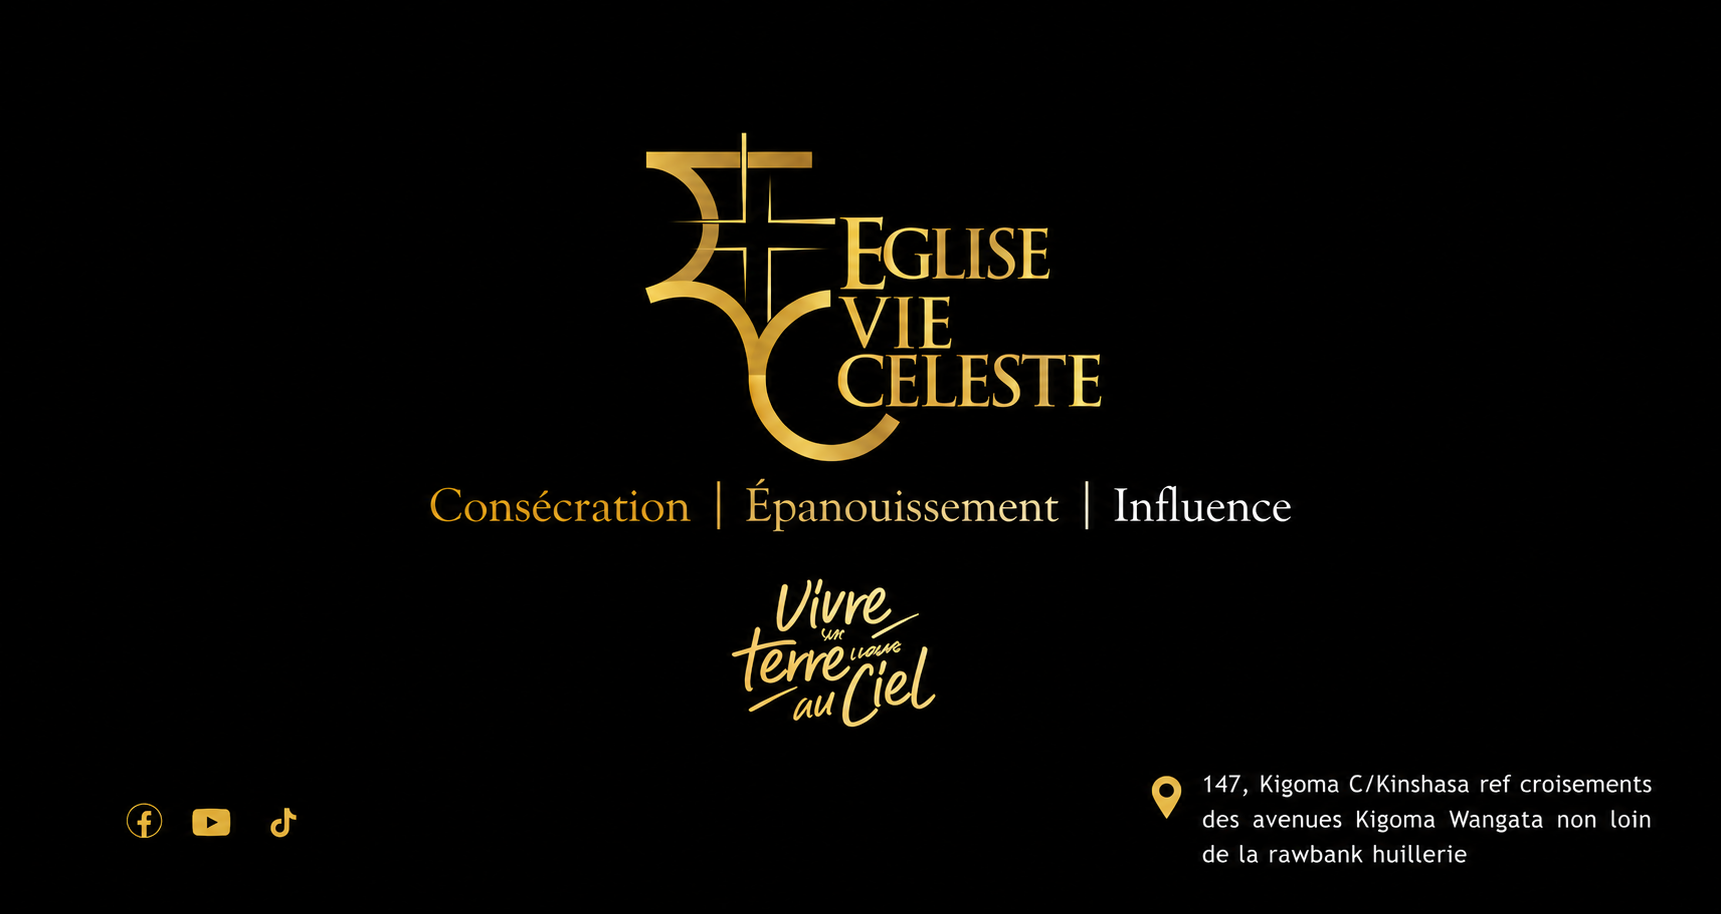 EGLISE
VIE
CELESTE
Consécration | Épanouissement | Influence
Vivre
sur
terre
au Ciel
147, Kigoma C/Kinshasa ref croisements
des avenues Kigoma Wangata non loin
de la rawbank huillerie